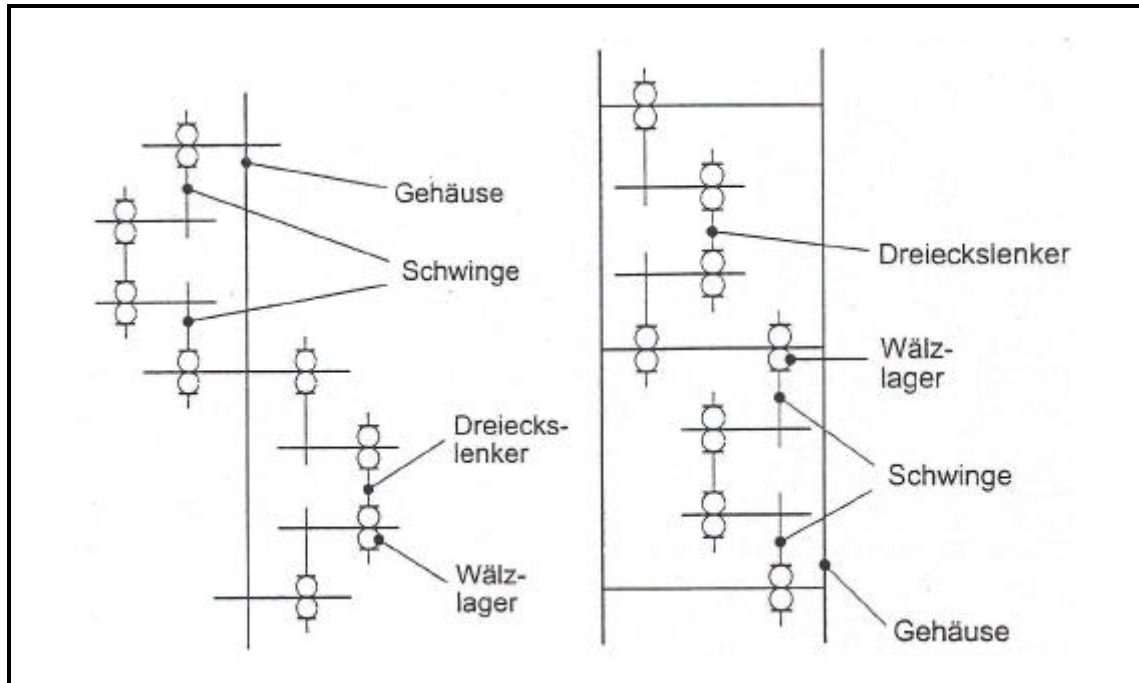 Gehäuse
Schwinge
Dreiecks-
lenker
Wälz-
lager
Dreieckslenker
Wälz-
lager
Schwinge
Gehäuse